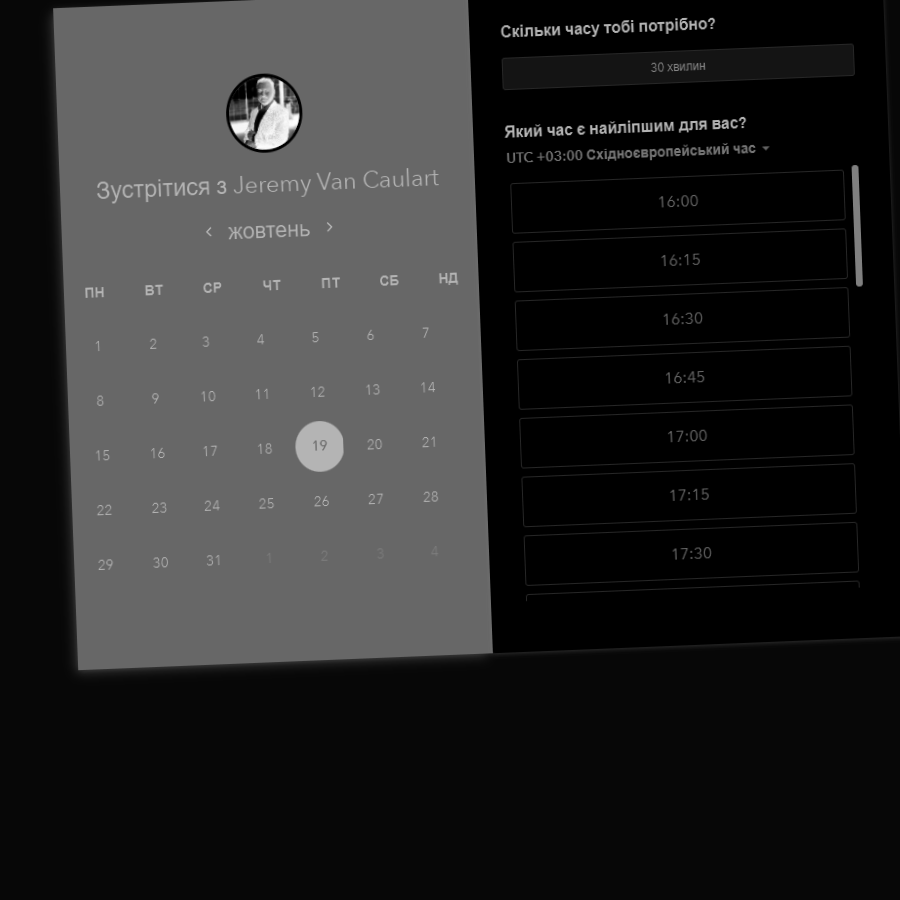 Зустрітися з Jeremy Van Caulart
жовтень
ПН ВТ СР ЧТ ПТ СБ НД
1 2 3 4 5 6 7
8 9 10 11 12 13 14
15 16 17 18 19 20 21
22 23 24 25 26 27 28
29 30 31 1 2 3 4
Скільки часу тобі потрібно?
30 хвилин
Який час є найліпшим для вас?
UTC +03:00 Східноєвропейський час
16:00
16:15
16:30
16:45
17:00
17:15
17:30